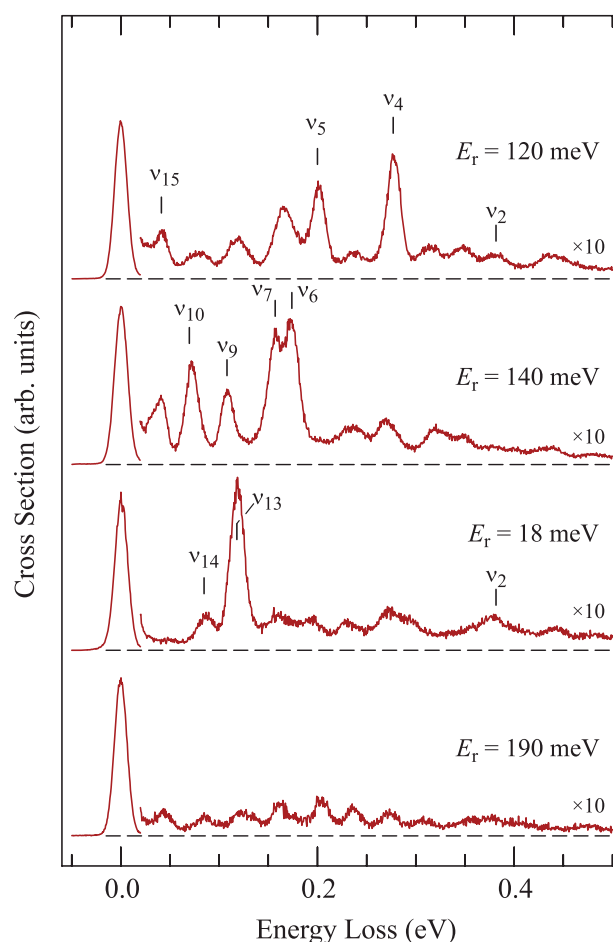 ν4
ν5
Er = 120 meV
ν15
ν2
×10
ν7 ν6
ν10
ν9
Er = 140 meV
×10
ν13
Er = 18 meV
ν14
ν2
×10
Er = 190 meV
×10
0.0 0.2 0.4
Energy Loss (eV)
Cross Section (arb. units)